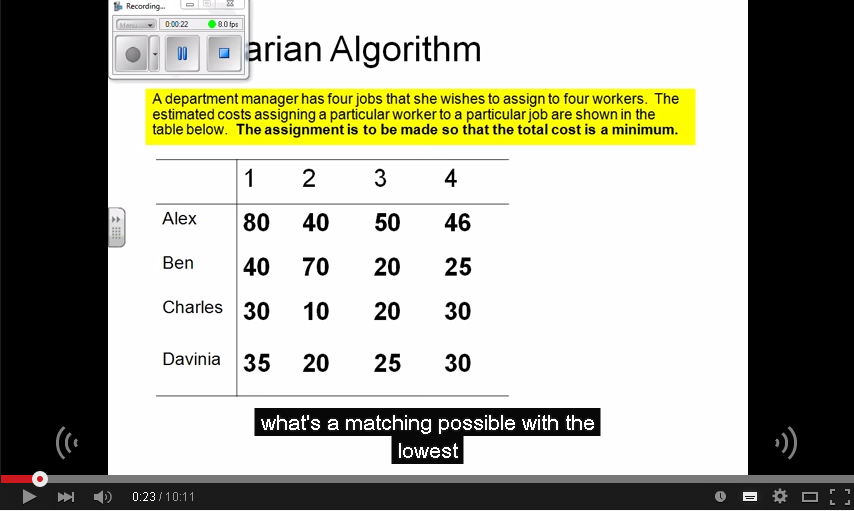 Recording...
Menu
0:00:22
8.0 fps
arian Algorithm
A department manager has four jobs that she wishes to assign to four workers. The
estimated costs assigning a particular worker to a particular job are shown in the
table below. The assignment is to be made so that the total cost is a minimum.
1 2 3 4
Alex 80 40 50 46
Ben 40 70 20 25
Charles 30 10 20 30
Davinia 35 20 25 30
what's a matching possible with the
lowest
0:23 / 10:11